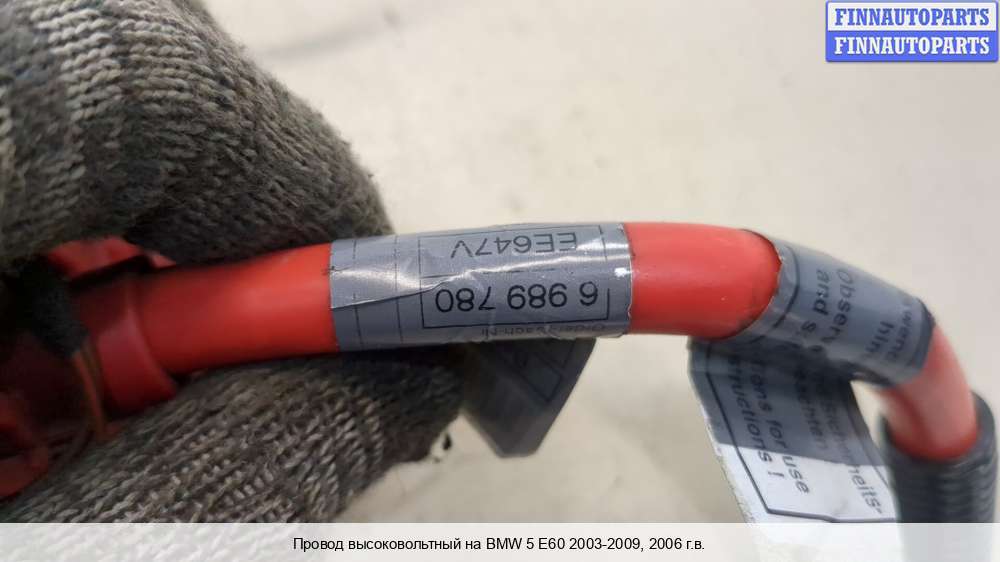 FINNAUTOPARTS
FINNAUTOPARTS
EE647V
6 989 780
Observe
and s
tions for use
structions !
Провод высоковольтный на BMW 5 E60 2003-2009, 2006 г.в.